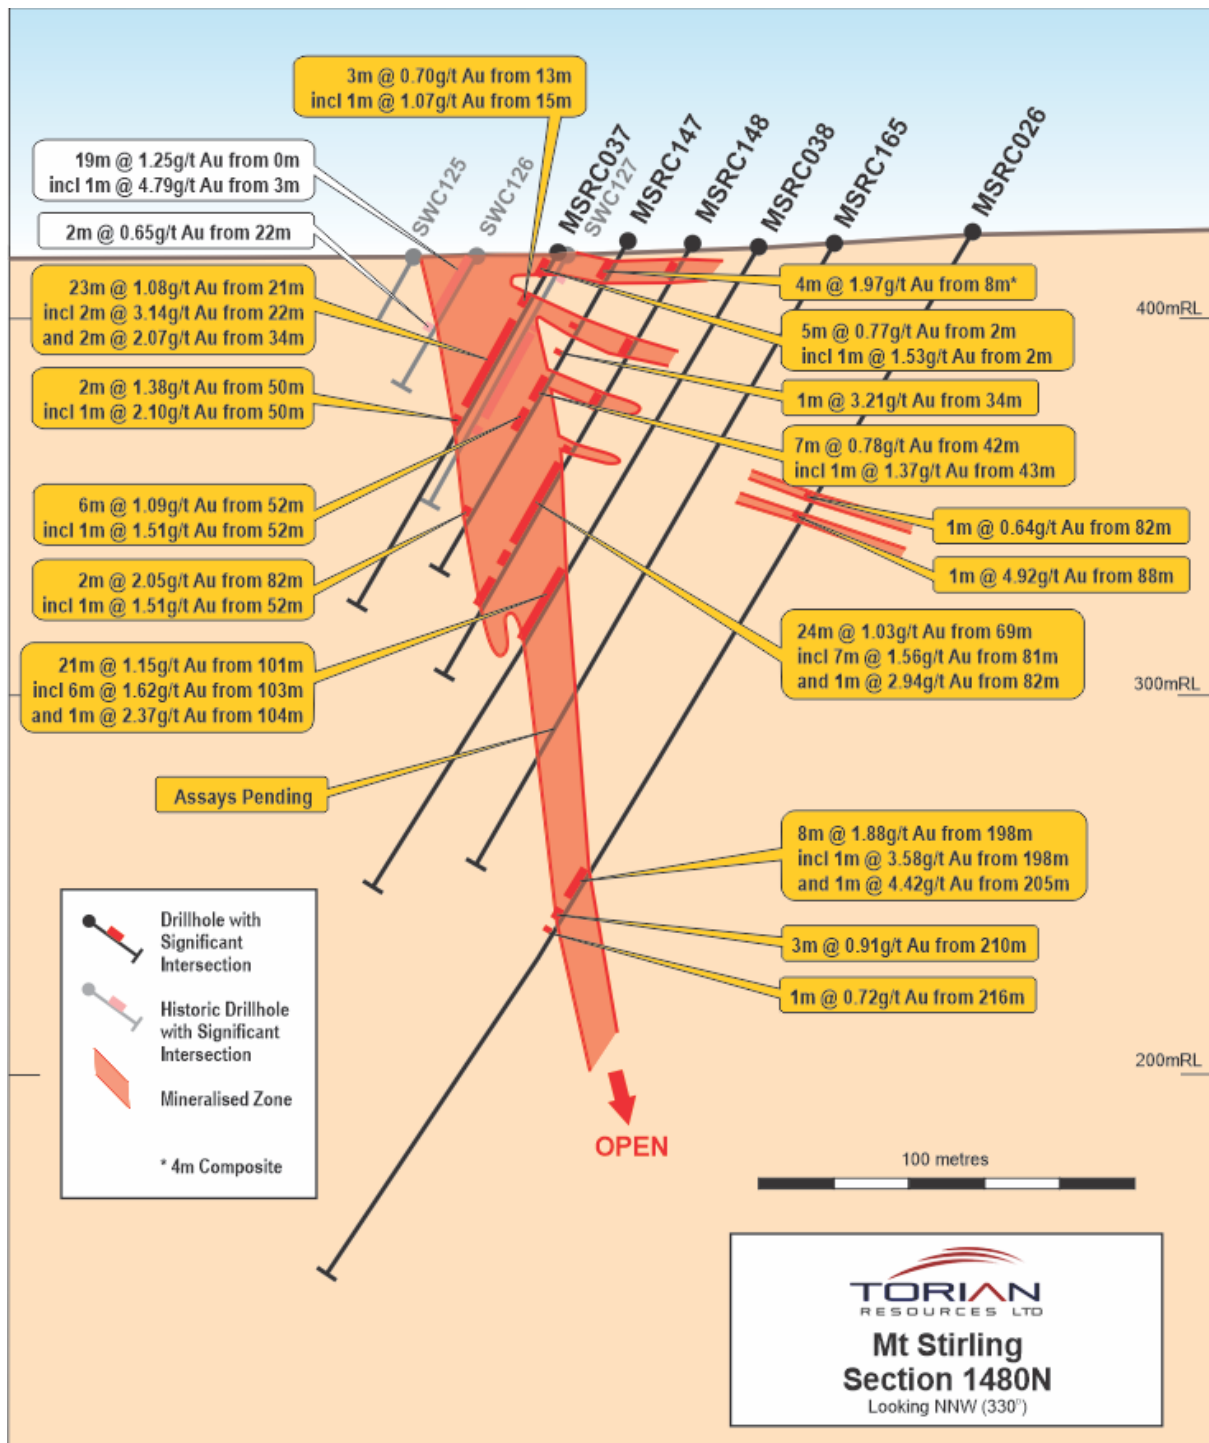 3m @ 0.70g/t Au from 13m
incl 1m @ 1.07g/t Au from 15m
19m @ 1.25g/t Au from 0m
incl 1m @ 4.79g/t Au from 3m
2m @ 0.65g/t Au from 22m
SWC125
SWC126
MSRC037
SWC127
MSRC147
MSRC148
MSRC038
MSRC165
MSRC026
23m @ 1.08g/t Au from 21m
incl 2m @ 3.14g/t Au from 22m
and 2m @ 2.07g/t Au from 34m
2m @ 1.38g/t Au from 50m
incl 1m @ 2.10g/t Au from 50m
6m @ 1.09g/t Au from 52m
incl 1m @ 1.51g/t Au from 52m
2m @ 2.05g/t Au from 82m
incl 1m @ 1.51g/t Au from 52m
21m @ 1.15g/t Au from 101m
incl 6m @ 1.62g/t Au from 103m
and 1m @ 2.37g/t Au from 104m
Assays Pending
4m @ 1.97g/t Au from 8m*
400mRL
5m @ 0.77g/t Au from 2m
incl 1m @ 1.53g/t Au from 2m
1m @ 3.21g/t Au from 34m
7m @ 0.78g/t Au from 42m
incl 1m @ 1.37g/t Au from 43m
1m @ 0.64g/t Au from 82m
1m @ 4.92g/t Au from 88m
24m @ 1.03g/t Au from 69m
incl 7m @ 1.56g/t Au from 81m
and 1m @ 2.94g/t Au from 82m
300mRL
8m @ 1.88g/t Au from 198m
incl 1m @ 3.58g/t Au from 198m
and 1m @ 4.42g/t Au from 205m
3m @ 0.91g/t Au from 210m
1m @ 0.72g/t Au from 216m
200mRL
OPEN
Drillhole with
Significant
Intersection
Historic Drillhole
with Significant
Intersection
Mineralised Zone
* 4m Composite
100 metres
TORIAN
RESOURCES LTD
Mt Stirling
Section 1480N
Looking NNW (330°)